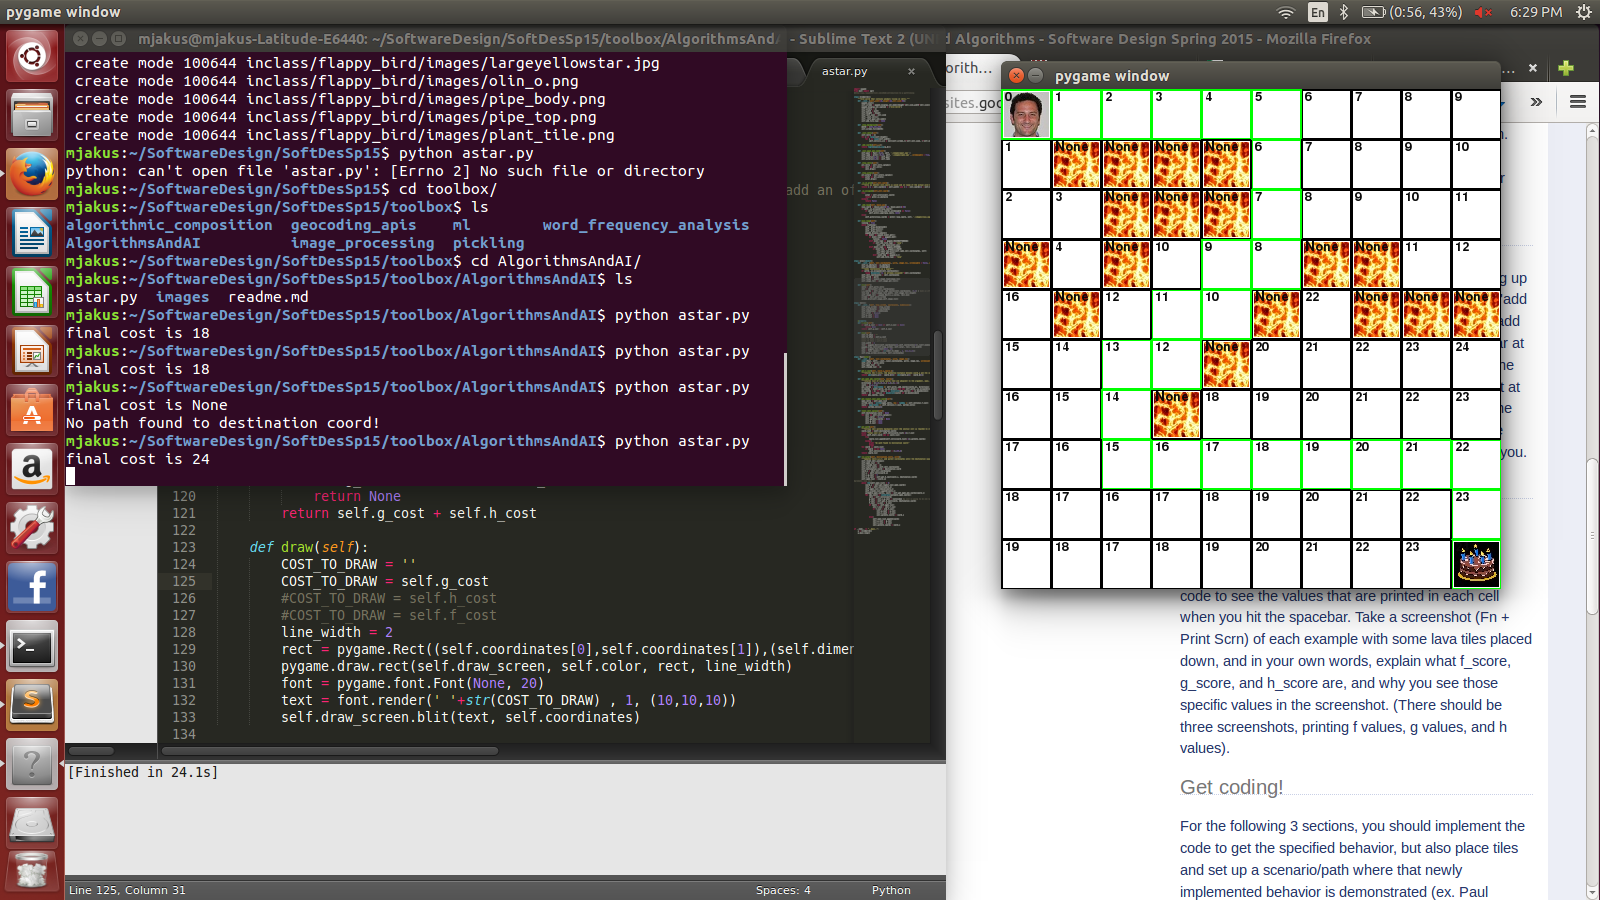 pygame window
En
(0:56, 43%)
6:29 PM
mjakus@mjakus-Latitude-E6440: ~/SoftwareDesign/SoftDesSp15/toolbox/AlgorithmsAnd
- Sublime Text 2 (UN
d Algorithms - Software Design Spring 2015 - Mozilla Firefox
create mode 100644 inclass/flappy_bird/images/largeyellowstar.jpg
create mode 100644 inclass/flappy_bird/images/olin_o.png
create mode 100644 inclass/flappy_bird/images/pipe_body.png
create mode 100644 inclass/flappy_bird/images/pipe_top.png
create mode 100644 inclass/flappy_bird/images/plant_tile.png
mjakus:~/SoftwareDesign/SoftDesSp15$ python astar.py
python: can't open file 'astar.py': [Errno 2] No such file or directory
mjakus:~/SoftwareDesign/SoftDesSp15$ cd toolbox/
mjakus:~/SoftwareDesign/SoftDesSp15/toolbox$ ls
algorithmic_composition geocoding_apis ml word_frequency_analysis
AlgorithmsAndAI image_processing pickling
mjakus:~/SoftwareDesign/SoftDesSp15/toolbox$ cd AlgorithmsAndAI/
mjakus:~/SoftwareDesign/SoftDesSp15/toolbox/AlgorithmsAndAI$ ls
astar.py images readme.md
mjakus:~/SoftwareDesign/SoftDesSp15/toolbox/AlgorithmsAndAI$ python astar.py
final cost is 18
mjakus:~/SoftwareDesign/SoftDesSp15/toolbox/AlgorithmsAndAI$ python astar.py
final cost is 18
mjakus:~/SoftwareDesign/SoftDesSp15/toolbox/AlgorithmsAndAI$ python astar.py
final cost is None
No path found to destination coord!
mjakus:~/SoftwareDesign/SoftDesSp15/toolbox/AlgorithmsAndAI$ python astar.py
final cost is 24
astar.py
add an of
120 return None
121 return self.g_cost + self.h_cost
122
123 def draw(self):
124 COST_TO_DRAW = ''
125 COST_TO_DRAW = self.g_cost
126 #COST_TO_DRAW = self.h_cost
127 #COST_TO_DRAW = self.f_cost
128 line_width = 2
129 rect = pygame.Rect((self.coordinates[0],self.coordinates[1]),(self.dimen
130 pygame.draw.rect(self.draw_screen, self.color, rect, line_width)
131 font = pygame.font.Font(None, 20)
132 text = font.render(' '+str(COST_TO_DRAW) , 1, (10,10,10))
133 self.draw_screen.blit(text, self.coordinates)
134
[Finished in 24.1s]
Line 125, Column 31
Spaces: 4
Python
orithm...
sites.goo
pygame window
0 1 2 3 4 5 6 7 8 9
1 None None None None 6 7 8 9 10
2 3 None None None 7 8 9 10 11
None 4 None 10 9 8 None None 11 12
16 None 12 11 10 None 22 None None None
15 14 13 12 None 20 21 22 23 24
16 15 14 None 18 19 20 21 22 23
17 16 15 16 17 18 19 20 21 22
18 17 16 17 18 19 20 21 22 23
19 18 17 18 19 20 21 22 23
n.
or
g up
'add
add
ar at
ne
t at
ne
e
you.
code to see the values that are printed in each cell
when you hit the spacebar. Take a screenshot (Fn +
Print Scrn) of each example with some lava tiles placed
down, and in your own words, explain what f_score,
g_score, and h_score are, and why you see those
specific values in the screenshot. (There should be
three screenshots, printing f values, g values, and h
values).
Get coding!
For the following 3 sections, you should implement the
code to get the specified behavior, but also place tiles
and set up a scenario/path where that newly
implemented behavior is demonstrated (ex. Paul